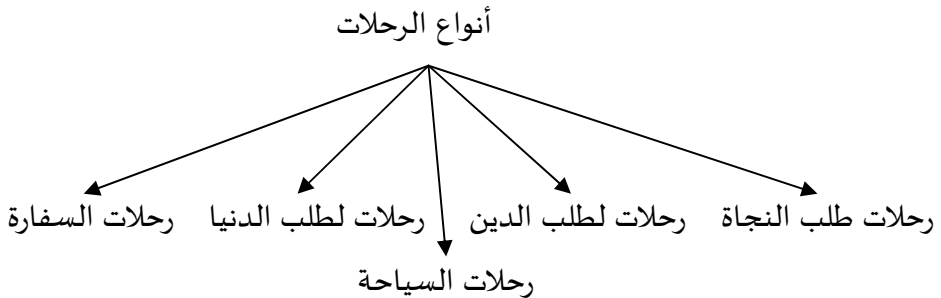 أنواع الرحلات
رحلات طلب النجاة
رحلات لطلب الدين
رحلات لطلب الدنيا
رحلات السفارة
رحلات السياحة